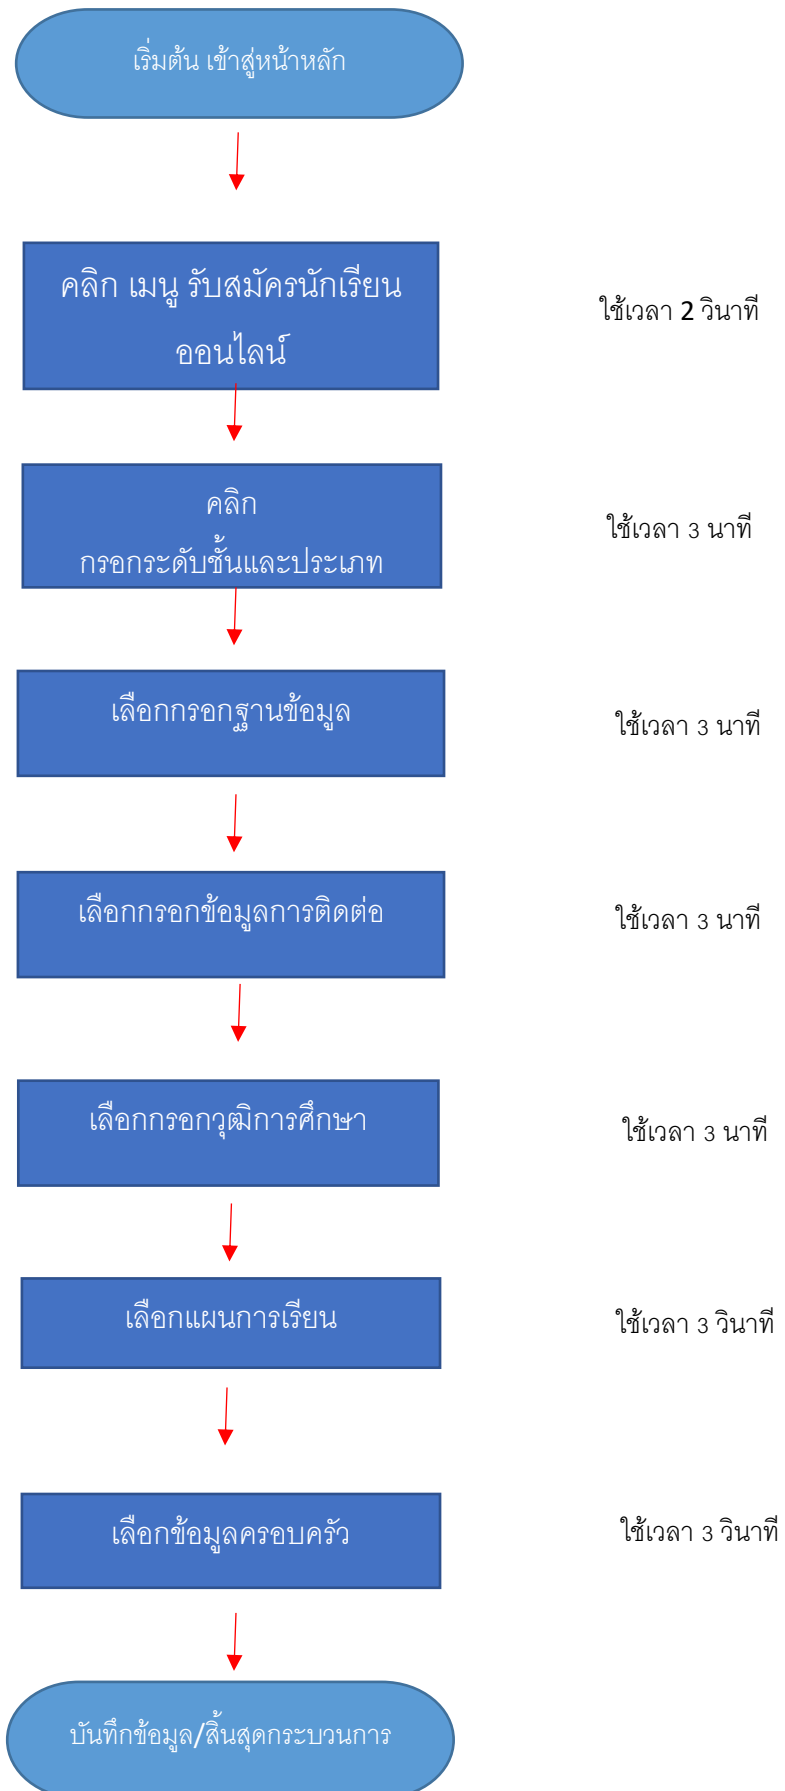 เริ่มต้น เข้าสู่หน้าหลัก
คลิก เมนู รับสมัครนักเรียน
ออนไลน์
ใช้เวลา 2 วินาที
คลิก
กรอกระดับชั้นและประเภท
ใช้เวลา 3 นาที
เลือกกรอกฐานข้อมูล
ใช้เวลา 3 นาที
เลือกกรอกข้อมูลการติดต่อ
ใช้เวลา 3 นาที
เลือกกรอกวุฒิการศึกษา
ใช้เวลา 3 นาที
เลือกแผนการเรียน
ใช้เวลา 3 วินาที
เลือกข้อมูลครอบครัว
ใช้เวลา 3 วินาที
บันทึกข้อมูล/สิ้นสุดกระบวนการ